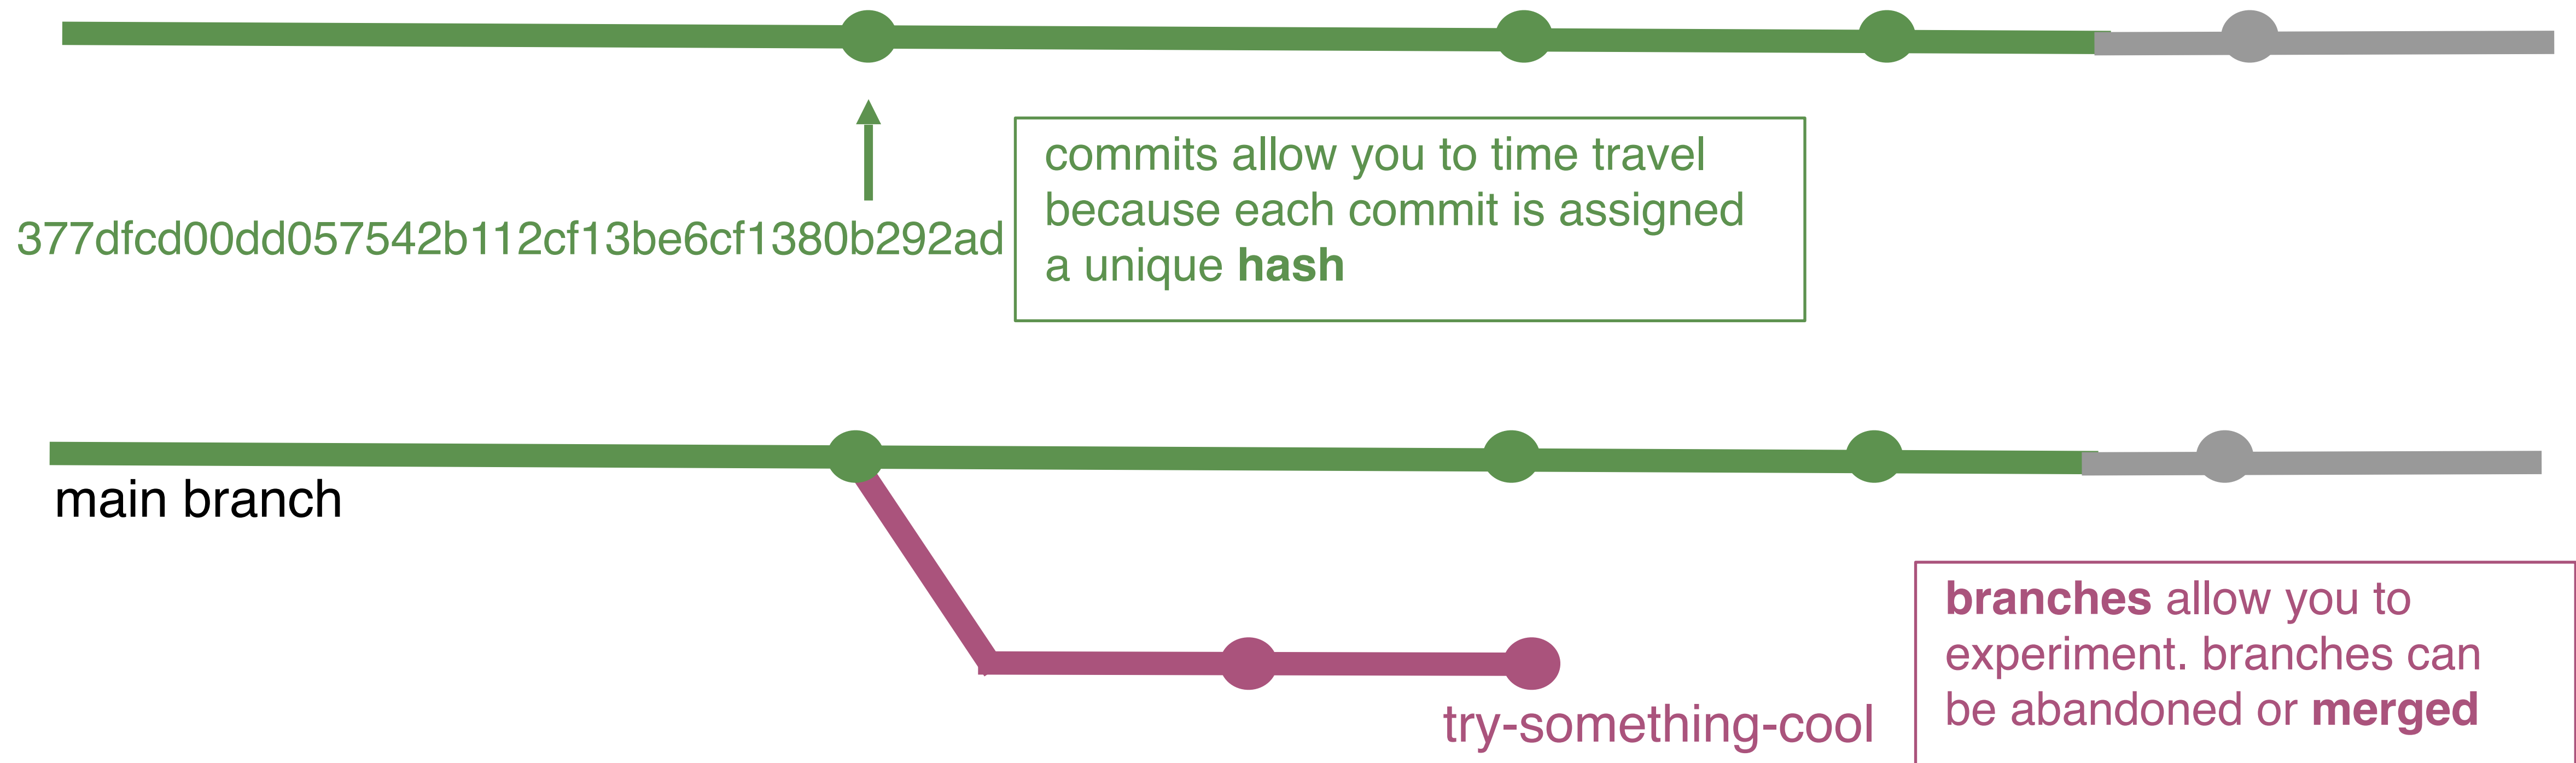 377dfcd00dd057542b112cf13be6cf1380b292ad
commits allow you to time travel
because each commit is assigned
a unique hash
main branch
try-something-cool
branches allow you to
experiment. branches can
be abandoned or merged